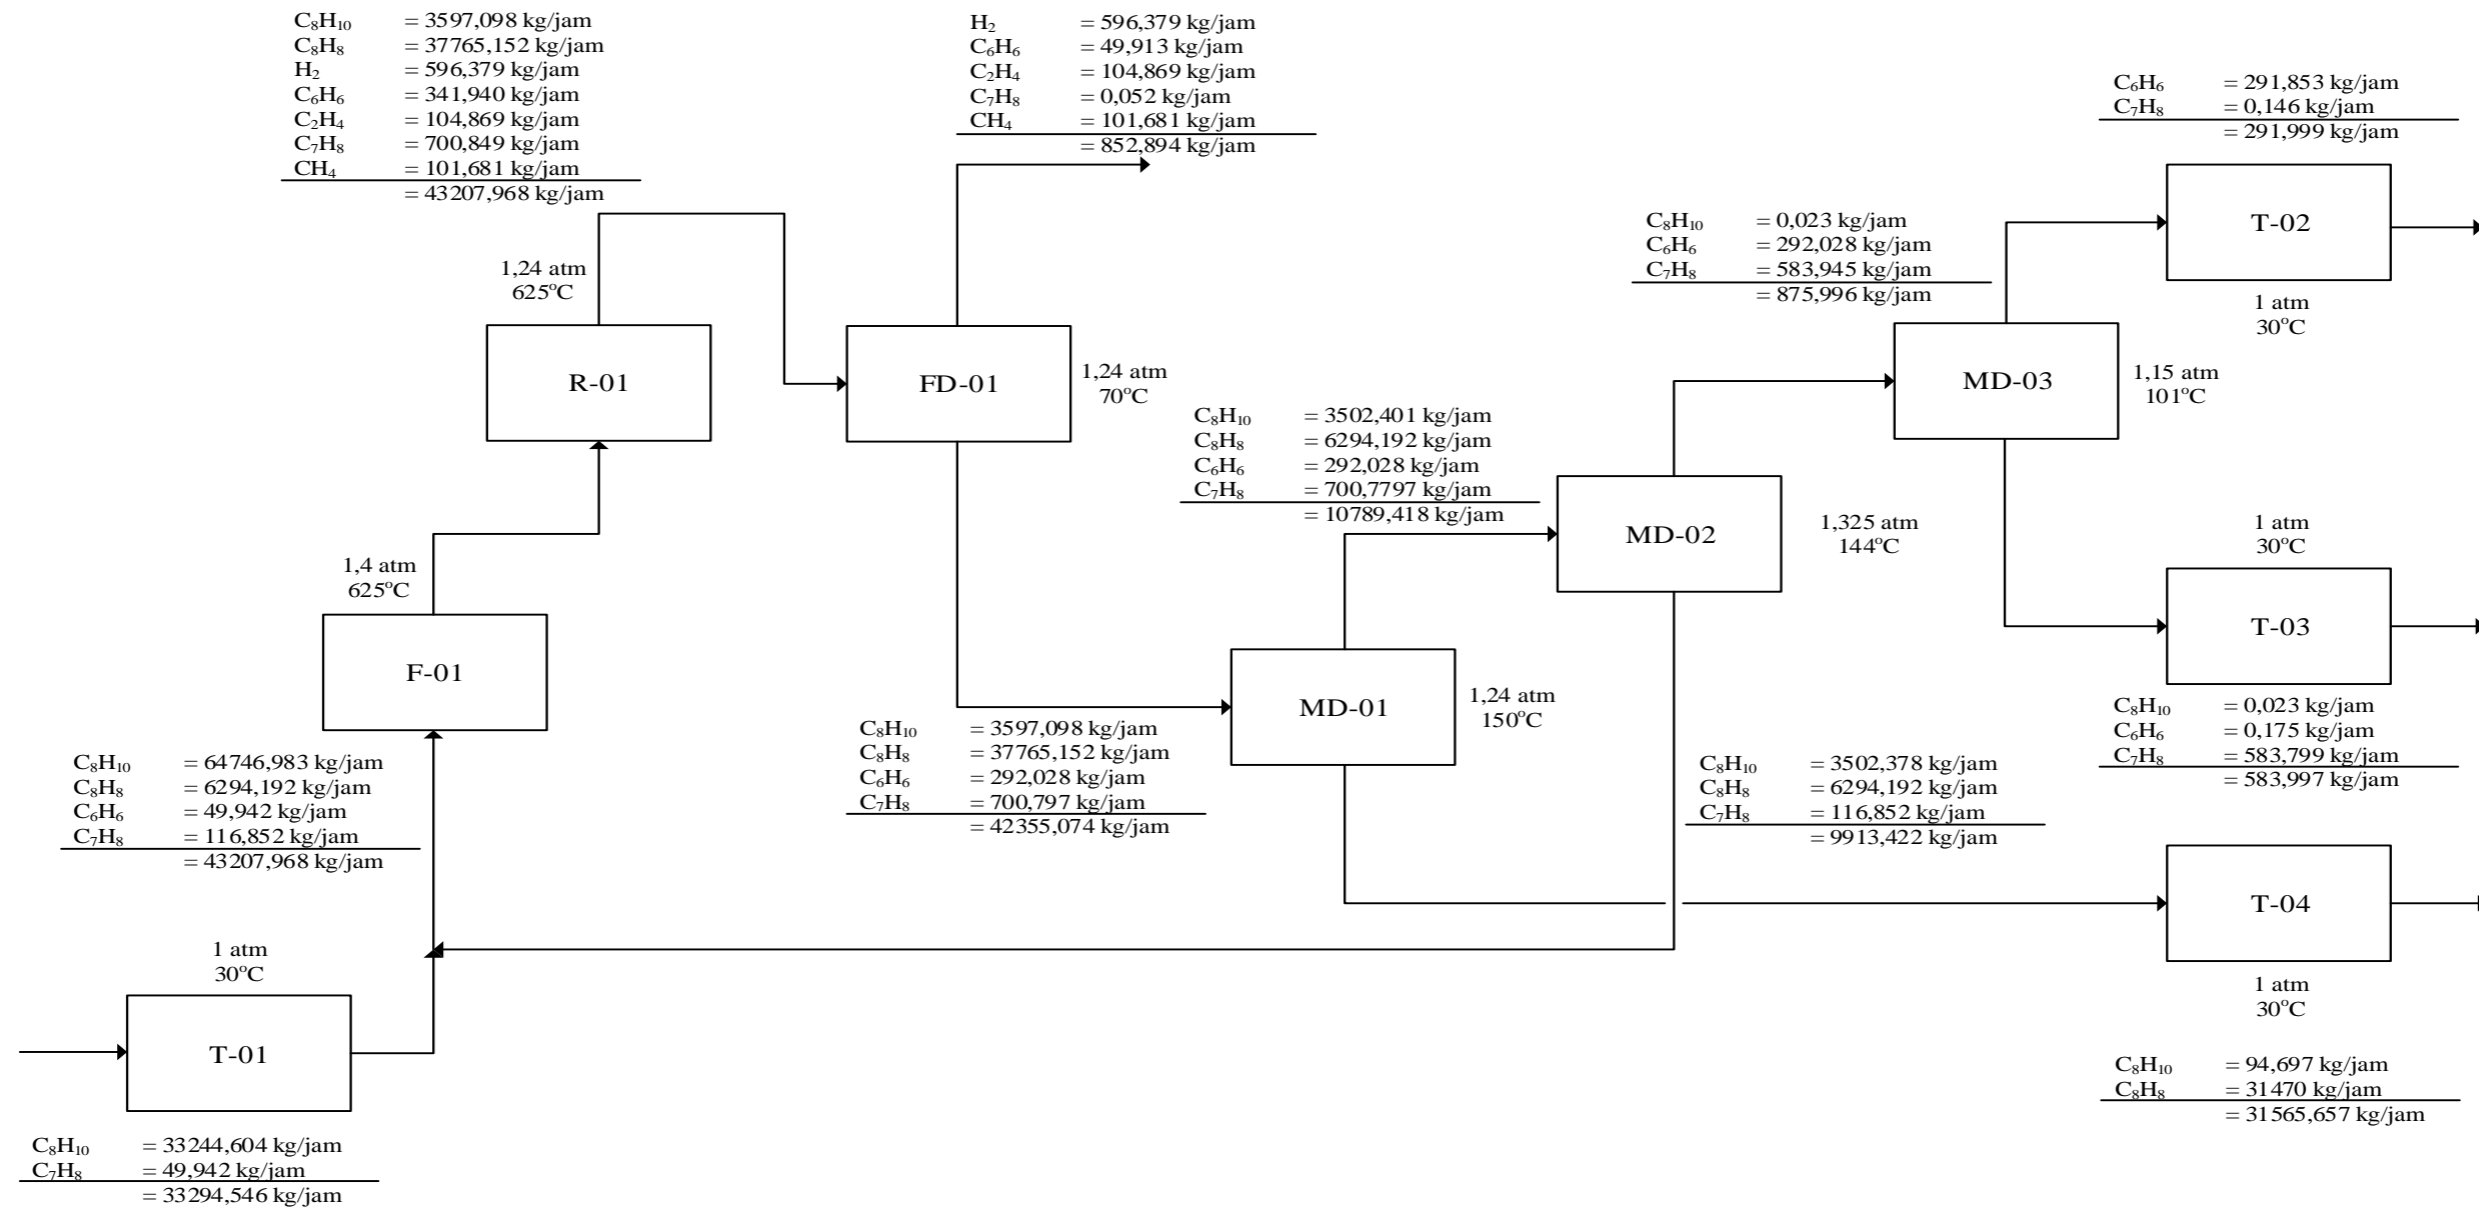 C₈H₁₀ = 3597,098 kg/jam
C₈H₈ = 37765,152 kg/jam
H₂ = 596,379 kg/jam
C₆H₆ = 341,940 kg/jam
C₂H₄ = 104,869 kg/jam
C₇H₈ = 700,849 kg/jam
CH₄ = 101,681 kg/jam
= 43207,968 kg/jam
H₂ = 596,379 kg/jam
C₆H₆ = 49,913 kg/jam
C₂H₄ = 104,869 kg/jam
C₇H₈ = 0,052 kg/jam
CH₄ = 101,681 kg/jam
= 852,894 kg/jam
C₆H₆ = 291,853 kg/jam
C₇H₈ = 0,146 kg/jam
= 291,999 kg/jam
T-02
1 atm
30°C
C₈H₁₀ = 0,023 kg/jam
C₆H₆ = 292,028 kg/jam
C₇H₈ = 583,945 kg/jam
= 875,996 kg/jam
1,24 atm
625°C
R-01
FD-01
1,24 atm
70°C
MD-03
1,15 atm
101°C
C₈H₁₀ = 3502,401 kg/jam
C₈H₈ = 6294,192 kg/jam
C₆H₆ = 292,028 kg/jam
C₇H₈ = 700,7797 kg/jam
= 10789,418 kg/jam
MD-02
1,325 atm
144°C
1 atm
30°C
T-03
C₈H₁₀ = 0,023 kg/jam
C₆H₆ = 0,175 kg/jam
C₇H₈ = 583,799 kg/jam
= 583,997 kg/jam
1,4 atm
625°C
F-01
MD-01
1,24 atm
150°C
C₈H₁₀ = 3597,098 kg/jam
C₈H₈ = 37765,152 kg/jam
C₆H₆ = 292,028 kg/jam
C₇H₈ = 700,797 kg/jam
= 42355,074 kg/jam
C₈H₁₀ = 64746,983 kg/jam
C₈H₈ = 6294,192 kg/jam
C₆H₆ = 49,942 kg/jam
C₇H₈ = 116,852 kg/jam
= 43207,968 kg/jam
C₈H₁₀ = 3502,378 kg/jam
C₈H₈ = 6294,192 kg/jam
C₇H₈ = 116,852 kg/jam
= 9913,422 kg/jam
T-04
1 atm
30°C
C₈H₁₀ = 94,697 kg/jam
C₈H₈ = 31470 kg/jam
= 31565,657 kg/jam
1 atm
30°C
T-01
C₈H₁₀ = 33244,604 kg/jam
C₇H₈ = 49,942 kg/jam
= 33294,546 kg/jam